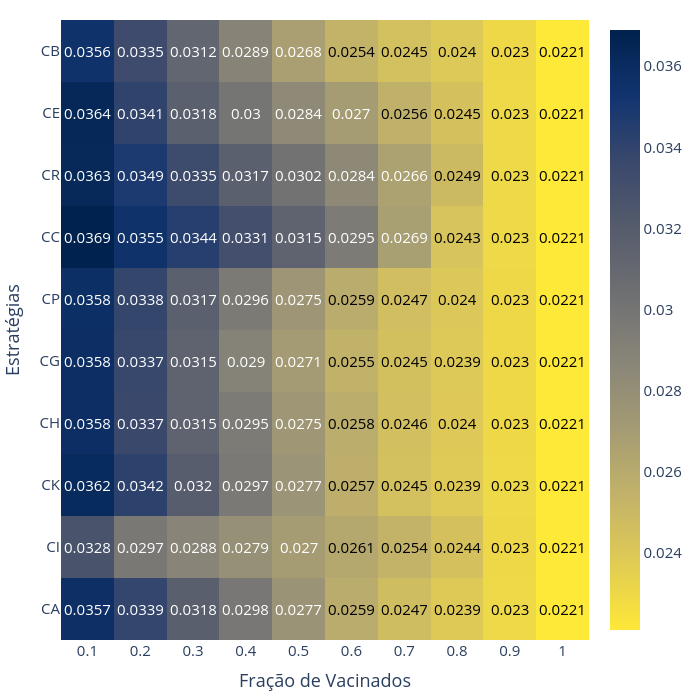 CB 0.0356 0.0335 0.0312 0.0289 0.0268 0.0254 0.0245 0.024 0.023 0.0221
CE 0.0364 0.0341 0.0318 0.03 0.0284 0.027 0.0256 0.0245 0.023 0.0221
CR 0.0363 0.0349 0.0335 0.0317 0.0302 0.0284 0.0266 0.0249 0.023 0.0221
CC 0.0369 0.0355 0.0344 0.0331 0.0315 0.0295 0.0269 0.0243 0.023 0.0221
CP 0.0358 0.0338 0.0317 0.0296 0.0275 0.0259 0.0247 0.024 0.023 0.0221
CG 0.0358 0.0337 0.0315 0.029 0.0271 0.0255 0.0245 0.0239 0.023 0.0221
CH 0.0358 0.0337 0.0315 0.0295 0.0275 0.0258 0.0246 0.024 0.023 0.0221
CK 0.0362 0.0342 0.032 0.0297 0.0277 0.0257 0.0245 0.0239 0.023 0.0221
CI 0.0328 0.0297 0.0288 0.0279 0.027 0.0261 0.0254 0.0244 0.023 0.0221
CA 0.0357 0.0339 0.0318 0.0298 0.0277 0.0259 0.0247 0.0239 0.023 0.0221
0.1 0.2 0.3 0.4 0.5 0.6 0.7 0.8 0.9 1
Fração de Vacinados
Estratégias
0.036
0.034
0.032
0.03
0.028
0.026
0.024